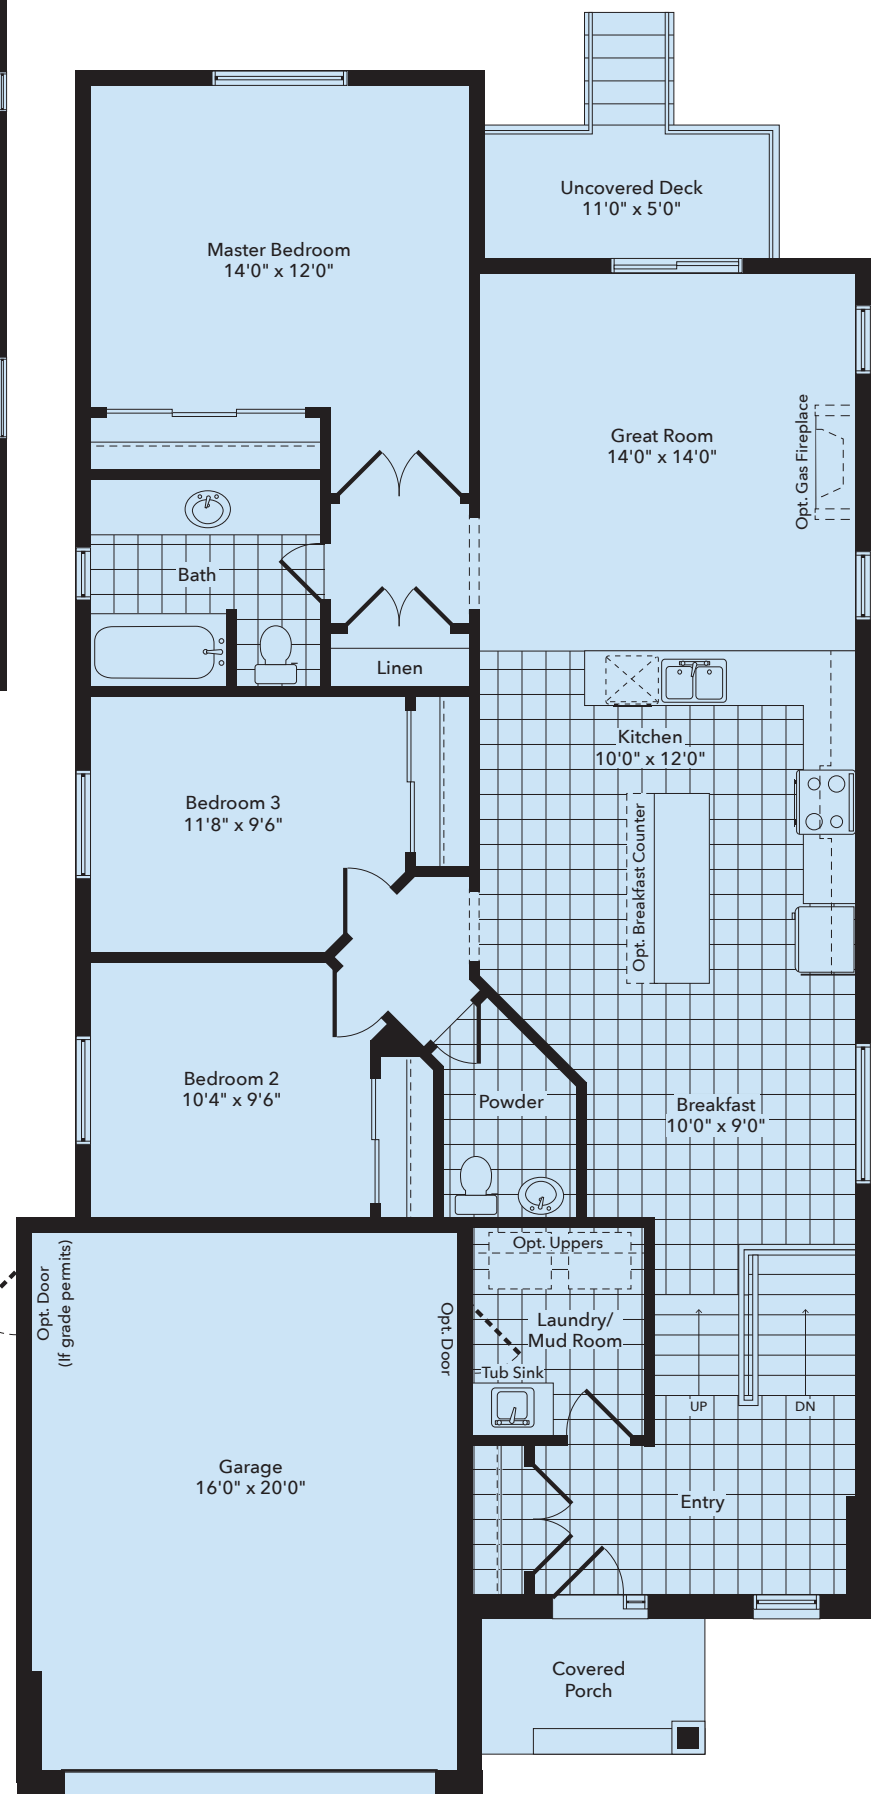 Uncovered Deck
11'0" x 5'0"
Master Bedroom
14'0" x 12'0"
Great Room
14'0" x 14'0"
Opt. Gas Fireplace
Bath
Linen
Kitchen
10'0" x 12'0"
Bedroom 3
11'8" x 9'6"
Opt. Breakfast Counter
Bedroom 2
10'4" x 9'6"
Powder
Breakfast
10'0" x 9'0"
Opt. Uppers
Opt. Door
(If grade permits)
Opt. Door
Laundry/
Mud Room
Tub Sink
UP
DN
Garage
16'0" x 20'0"
Entry
Covered
Porch